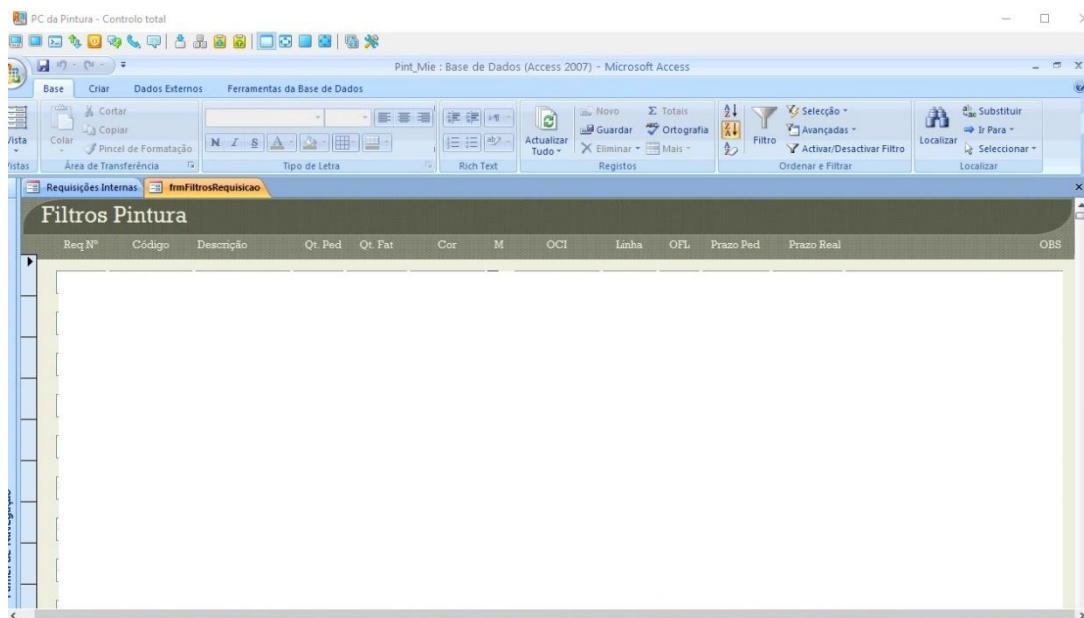 PC da Pintura - Controlo total
Pint_Mie : Base de Dados (Access 2007) - Microsoft Access
Base Criar Dados Externos Ferramentas da Base de Dados
Vista Colar Cortar Copiar Pincel de Formatação
N I S A
Actualizar Tudo Novo Guardar Eliminar Totais Ortografia Mais
Filtro Selecção Avançadas Activar/Desactivar Filtro
Localizar Substituir Ir Para Seleccionar
Vistas Área de Transferência Tipo de Letra Rich Text Registos Ordenar e Filtrar Localizar
Requisições Internas frmFiltrosRequisicao
Filtros Pintura
Req Nº Código Descrição Qt. Ped Qt. Fat Cor M OCI Linha OFL Prazo Ped Prazo Real OBS
Painel de Navegação